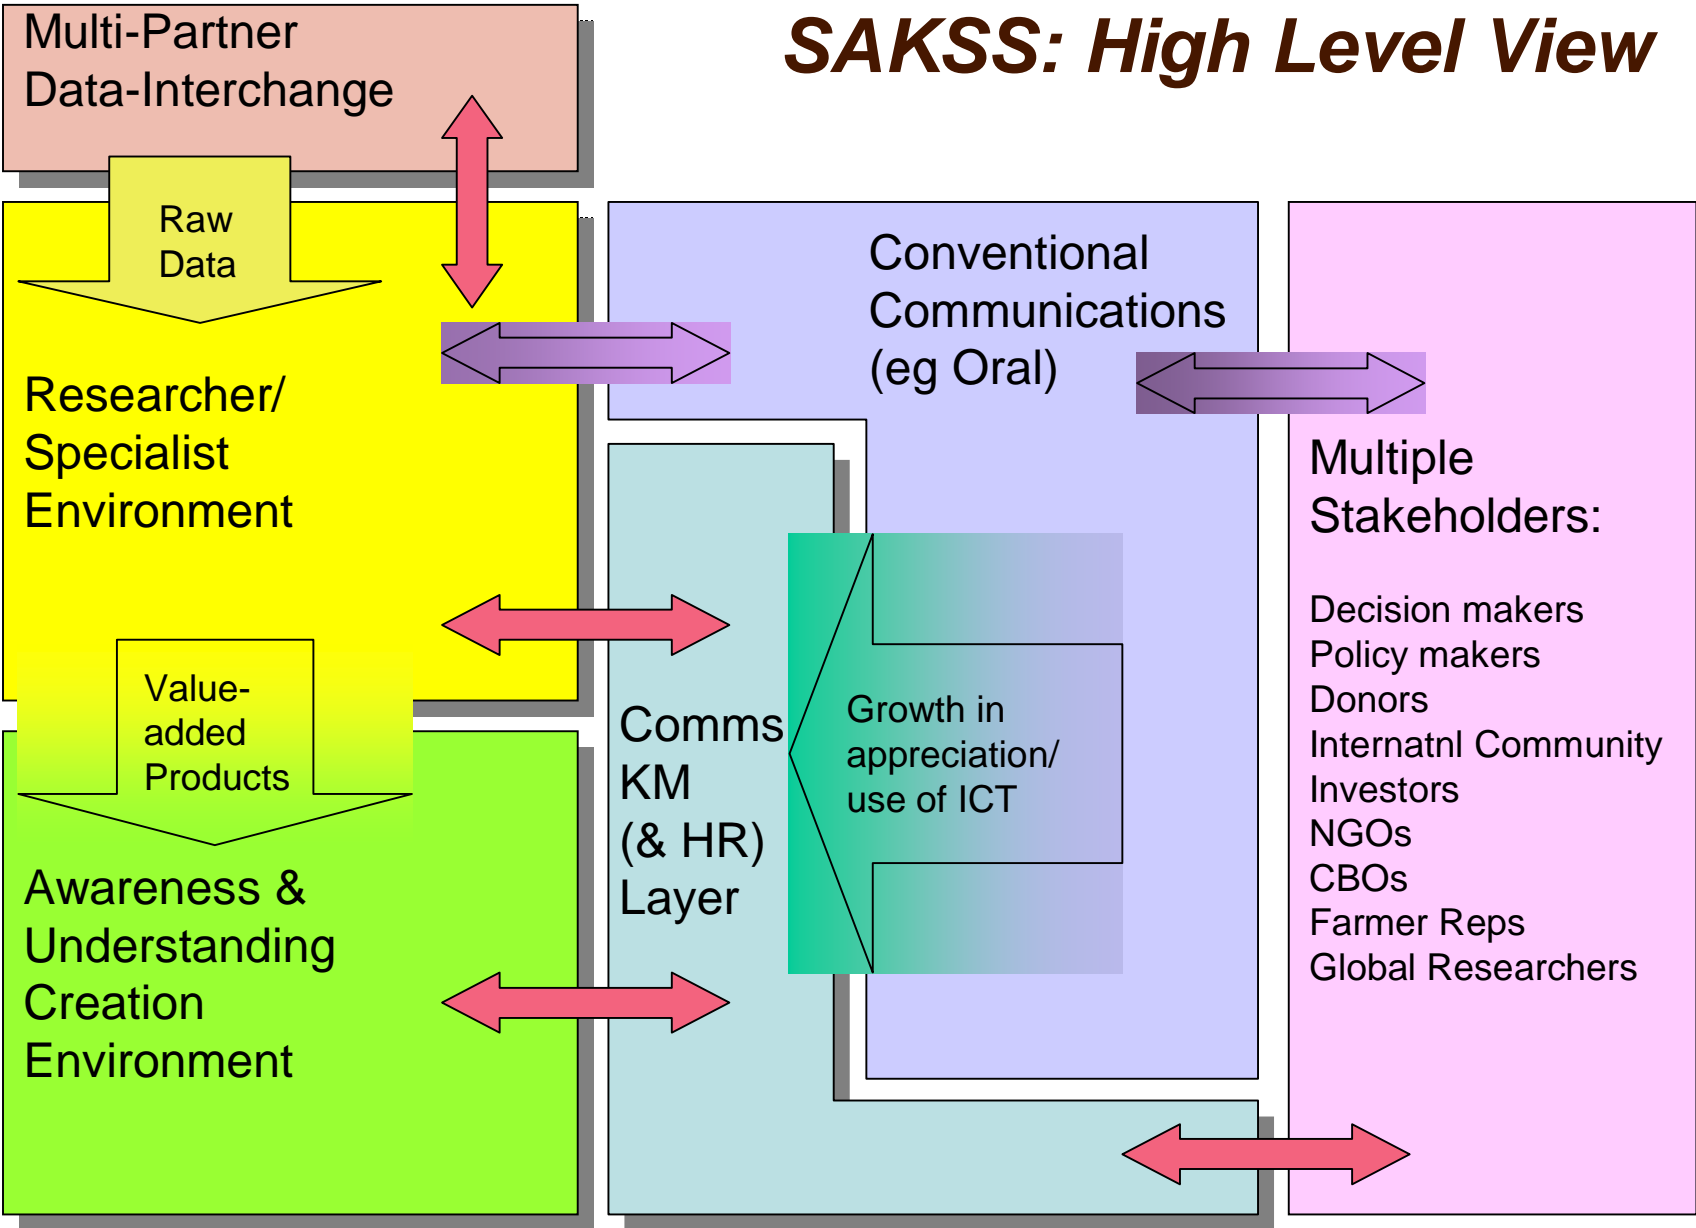 SAKSS: High Level View
Multi-Partner
Data-Interchange
Raw
Data
Researcher/
Specialist
Environment
Value-
added
Products
Awareness &
Understanding
Creation
Environment
Conventional
Communications
(eg Oral)
Comms
KM
(& HR)
Layer
Growth in
appreciation/
use of ICT
Multiple
Stakeholders:
Decision makers
Policy makers
Donors
Internatnl Community
Investors
NGOs
CBOs
Farmer Reps
Global Researchers